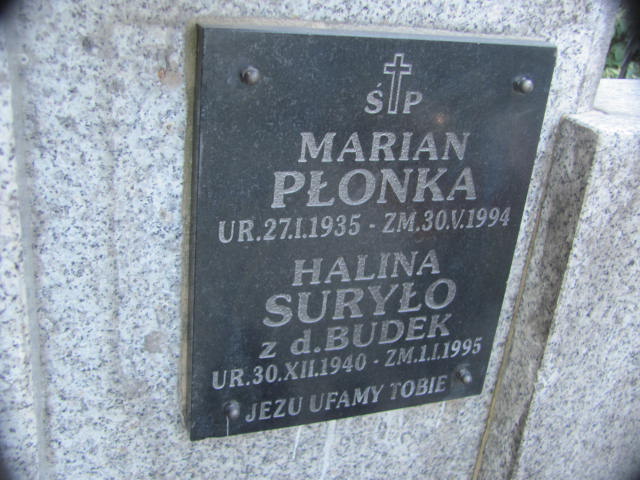 Ś P
MARIAN
PŁONKA
UR.27.I.1935 - ZM.30.V.1994
HALINA
SURYŁO
z d.BUDEK
UR.30.XII.1940 - ZM.1.I.1995
JEZU UFAMY TOBIE